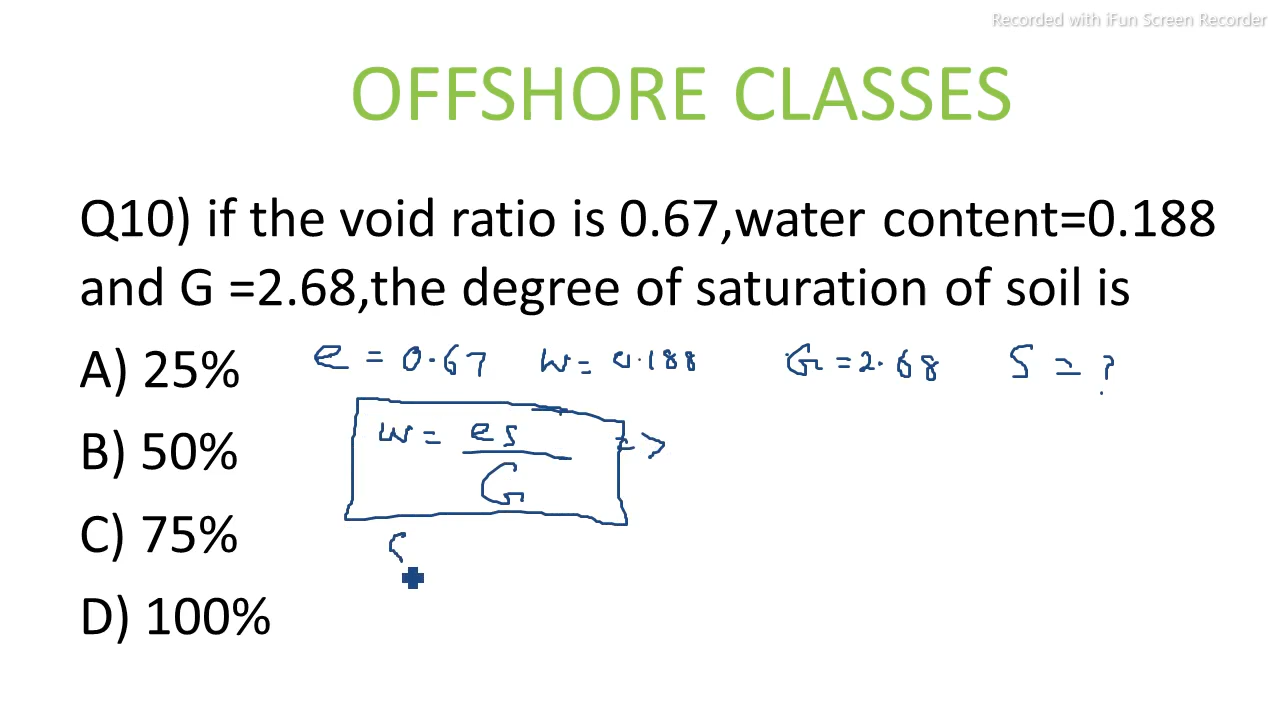 Recorded with iFun Screen Recorder
OFFSHORE CLASSES
Q10) if the void ratio is 0.67,water content=0.188
and G =2.68,the degree of saturation of soil is
A) 25%
e = 0.67 w = 0.188 G = 2.68 S = ?
w = es =>
G
B) 50%
S
C) 75%
D) 100%